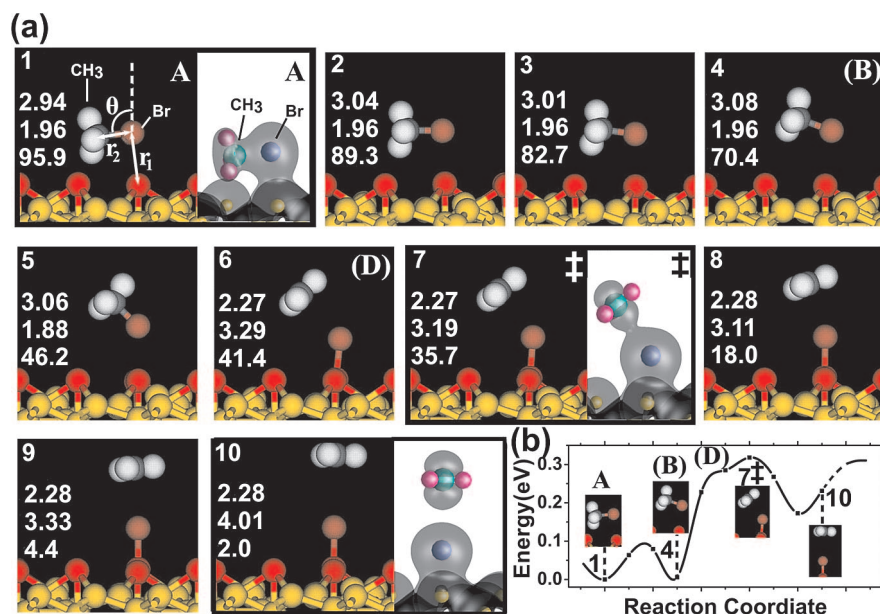 (a)
1
A
CH3
2.94
1.96
95.9
θ
Br
r2
r1
A
CH3
Br
2
3.04
1.96
89.3
3
3.01
1.96
82.7
4
(B)
3.08
1.96
70.4
5
3.06
1.88
46.2
6
(D)
2.27
3.29
41.4
7
‡
2.27
3.19
35.7
‡
8
2.28
3.11
18.0
9
2.28
3.33
4.4
10
2.28
4.01
2.0
(b)
Energy(eV)
0.3
0.2
0.1
0.0
A
(B)
(D)
7‡
10
1
4
Reaction Coordiate